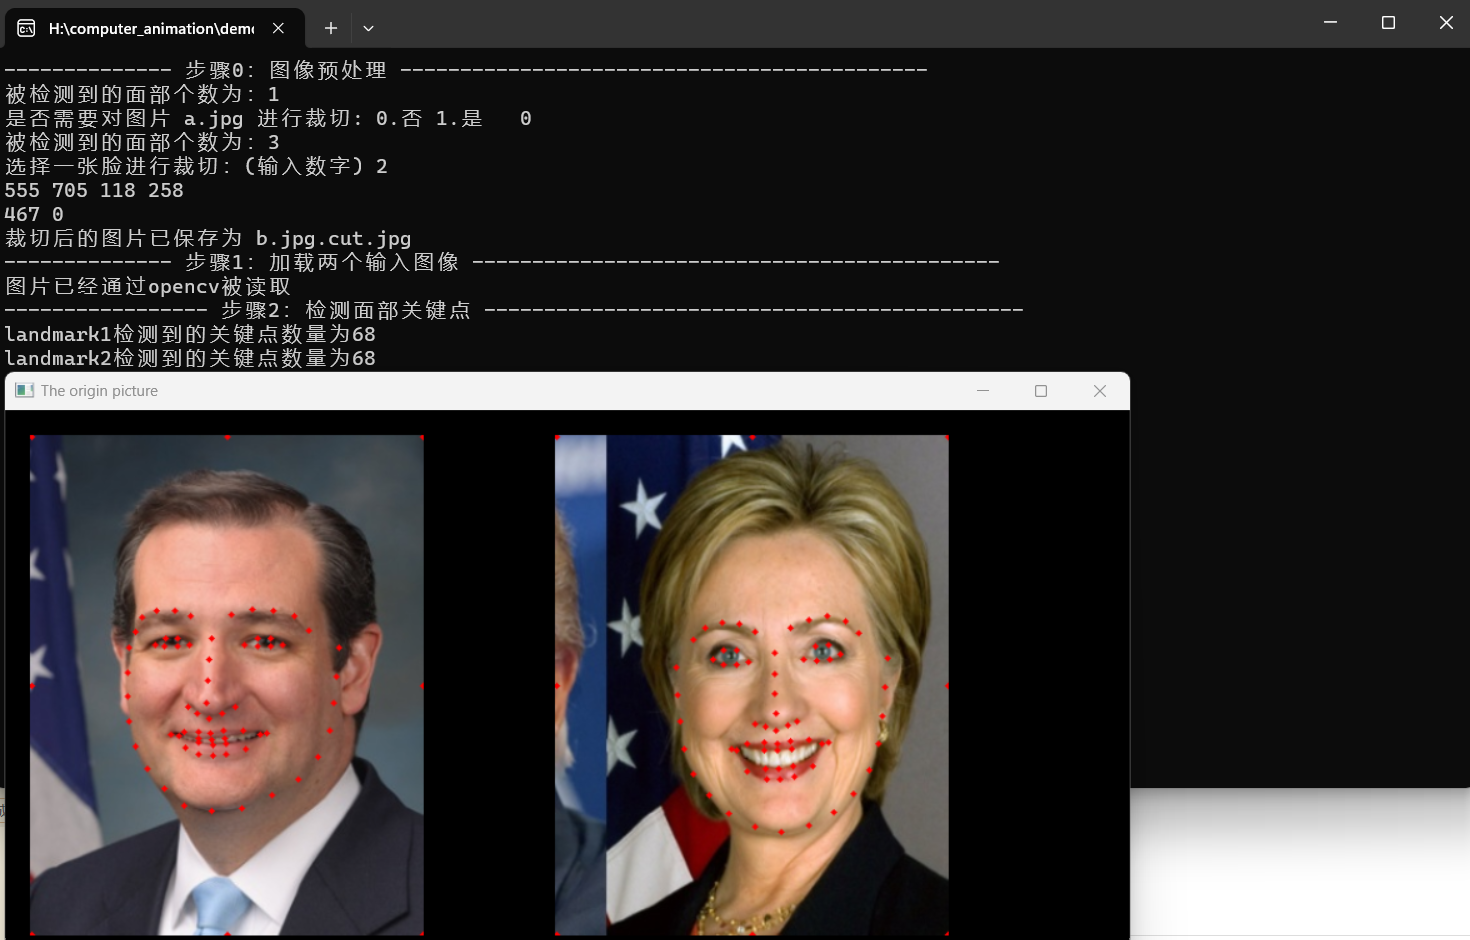 H:\computer_animation\demo
-------------- 步骤0: 图像预处理 --------------------------------------------
被检测到的面部个数为: 1
是否需要对图片 a.jpg 进行裁切: 0.否 1.是   0
被检测到的面部个数为: 3
选择一张脸进行裁切: (输入数字) 2
555 705 118 258
467 0
裁切后的图片已保存为 b.jpg.cut.jpg
-------------- 步骤1: 加载两个输入图像 --------------------------------------------
图片已经通过opencv被读取
----------------- 步骤2: 检测面部关键点 ---------------------------------------------
landmark1检测到的关键点数量为68
landmark2检测到的关键点数量为68
The origin picture